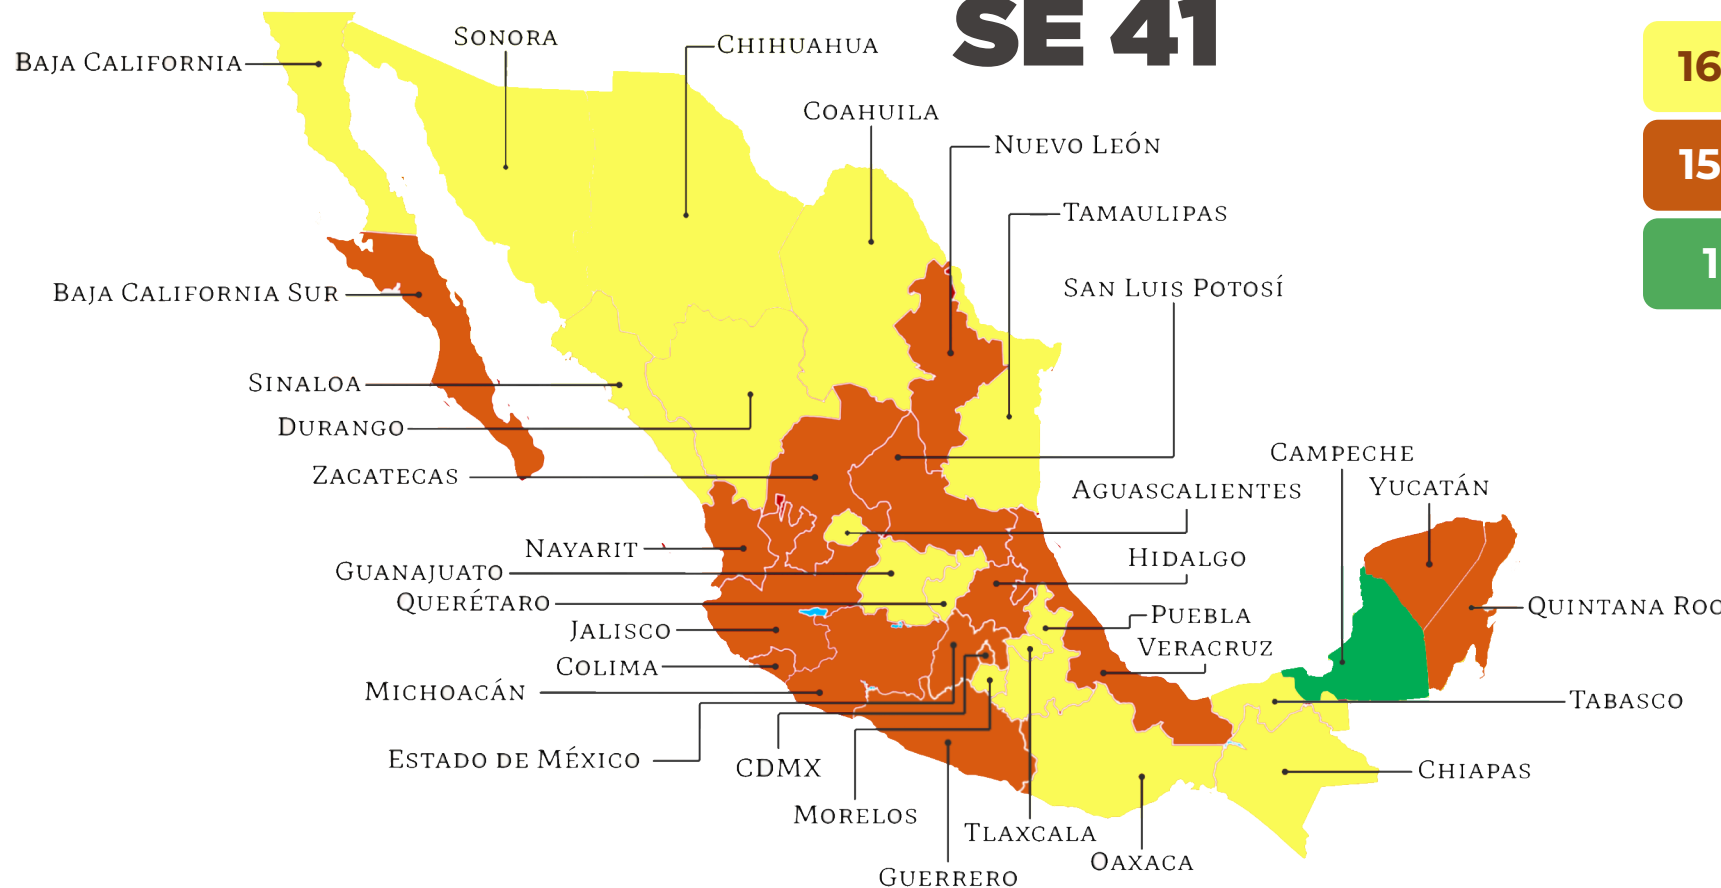 SE 41
16
15
1
BAJA CALIFORNIA
SONORA
CHIHUAHUA
COAHUILA
NUEVO LEÓN
TAMAULIPAS
SAN LUIS POTOSÍ
BAJA CALIFORNIA SUR
SINALOA
DURANGO
ZACATECAS
CAMPECHE
YUCATÁN
AGUASCALIENTES
NAYARIT
HIDALGO
GUANAJUATO
QUERÉTARO
QUINTANA ROO
PUEBLA
JALISCO
VERACRUZ
COLIMA
MICHOACÁN
TABASCO
ESTADO DE MÉXICO
CDMX
CHIAPAS
MORELOS
TLAXCALA
OAXACA
GUERRERO